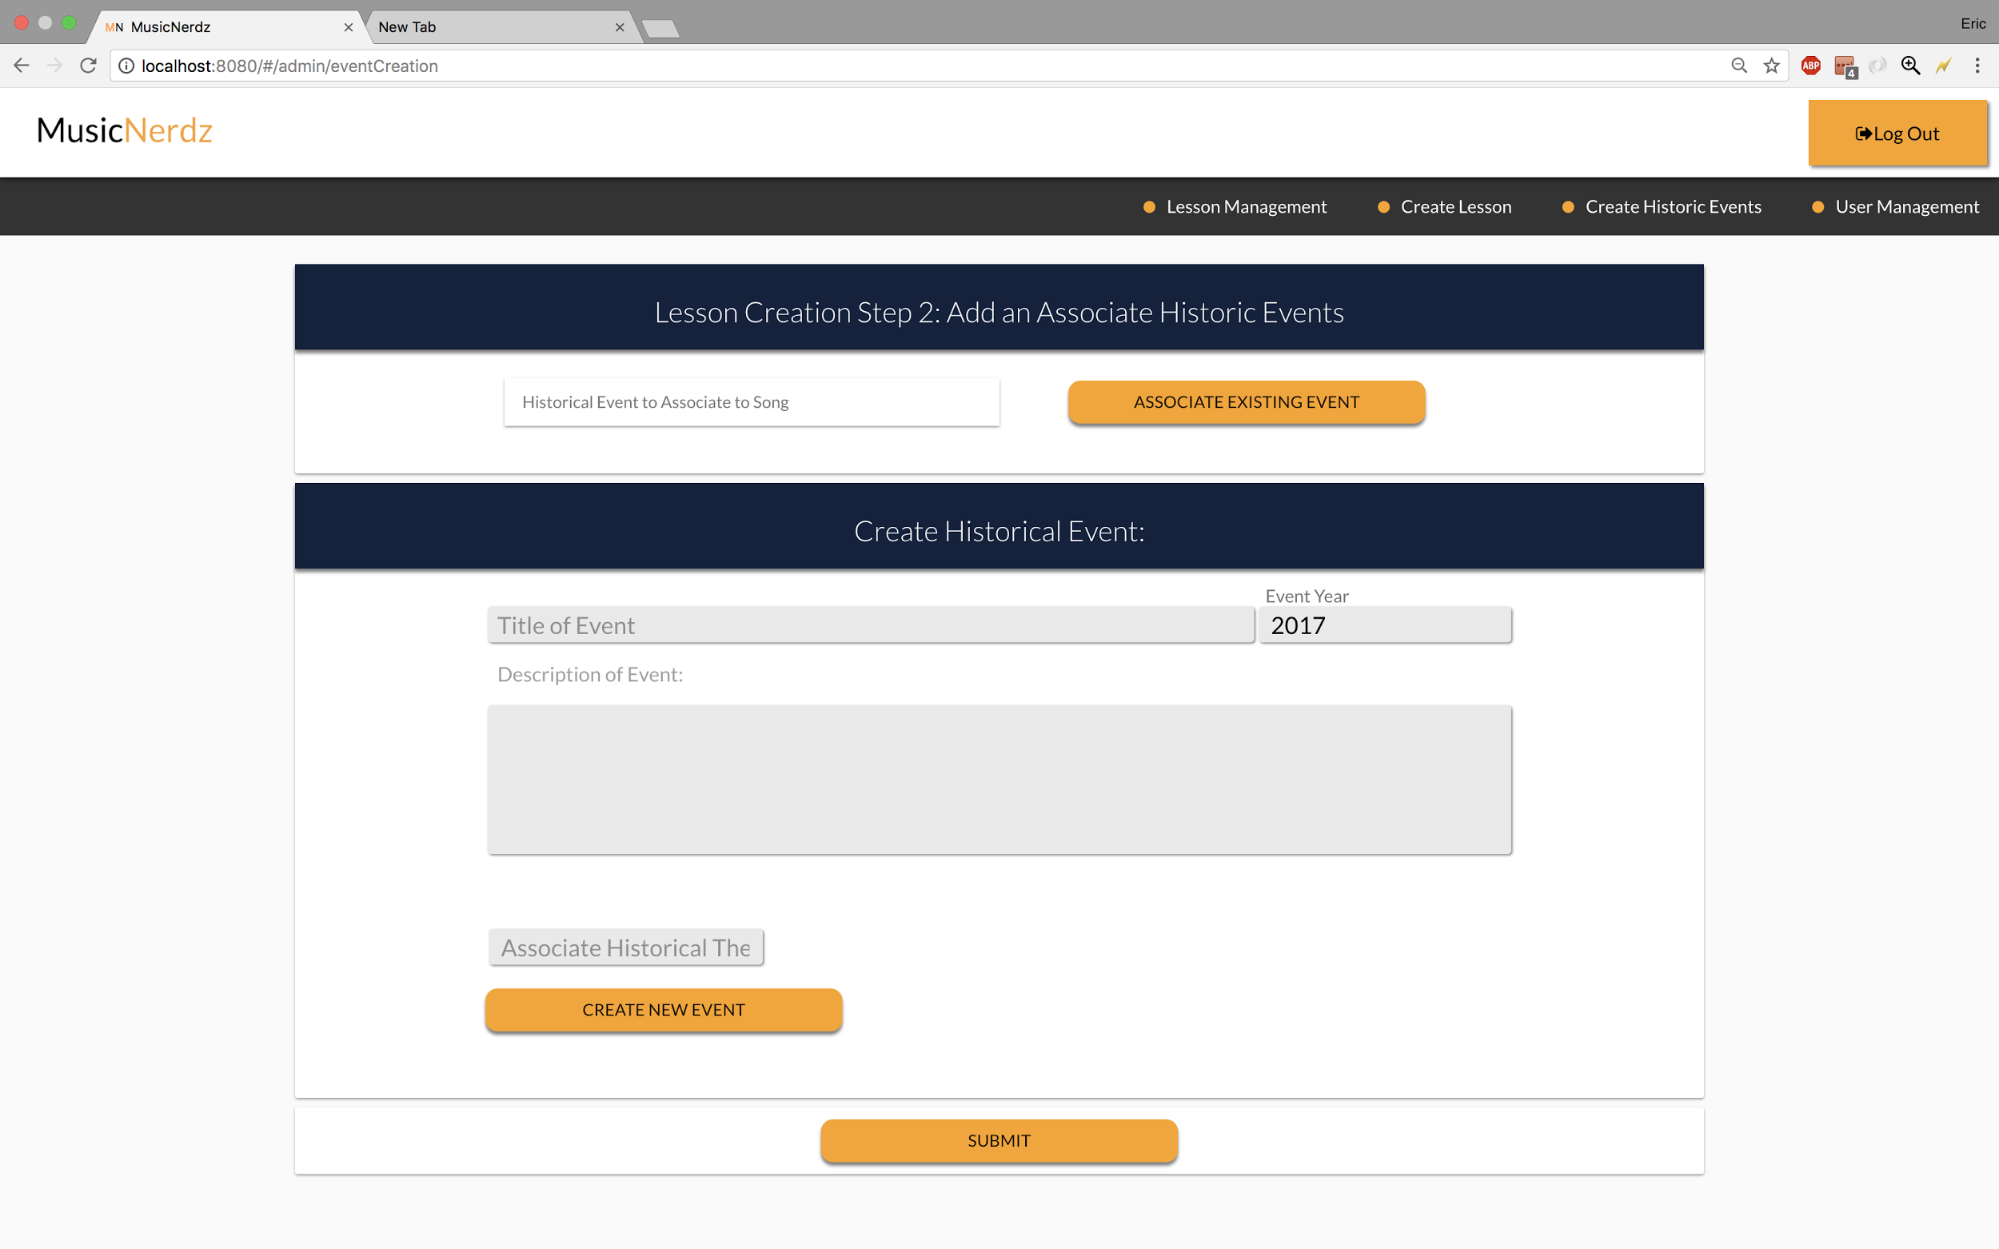 MN MusicNerdz
New Tab
Eric
localhost:8080/#/admin/eventCreation
ABP
4
MusicNerdz
Log Out
Lesson Management
Create Lesson
Create Historic Events
User Management
Lesson Creation Step 2: Add an Associate Historic Events
Historical Event to Associate to Song
ASSOCIATE EXISTING EVENT
Create Historical Event:
Event Year
Title of Event
2017
Description of Event:
Associate Historical The
CREATE NEW EVENT
SUBMIT